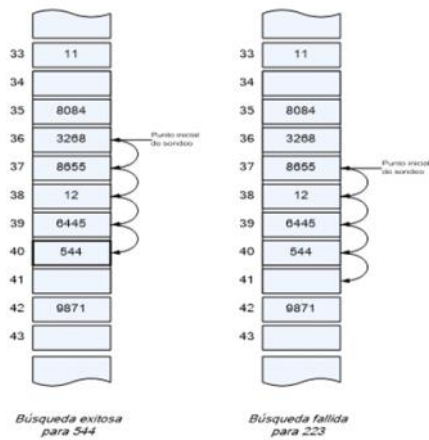 33 11
34
35 8084
36 3268
Punto inicial
de sondeo
37 8655
38 12
39 6445
40 544
41
42 9871
43
Búsqueda exitosa
para 544
33 11
34
35 8084
36 3268
37 8655
Punto inicial
de sondeo
38 12
39 6445
40 544
41
42 9871
43
Búsqueda fallida
para 223